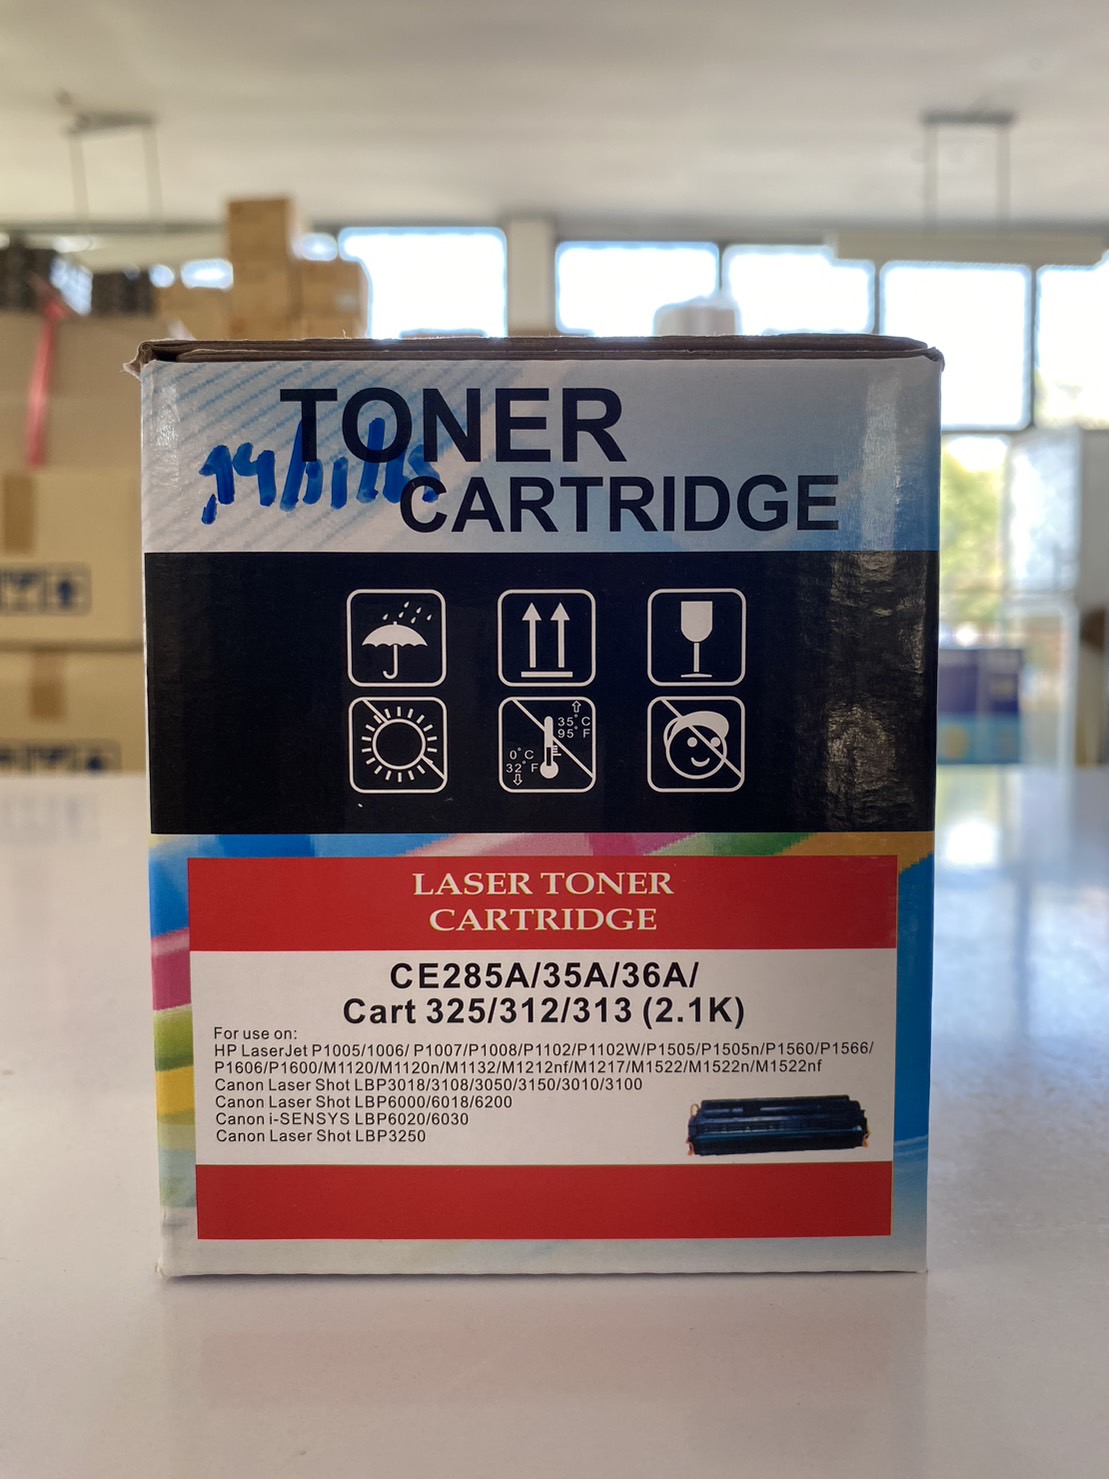 TONER
CARTRIDGE
35°C
95°F
0°C
32°F
LASER TONER
CARTRIDGE
CE285A/35A/36A/
Cart 325/312/313 (2.1K)
For use on:
HP LaserJet P1005/1006/ P1007/P1008/P1102/P1102W/P1505/P1505n/P1560/P1566/
P1606/P1600/M1120/M1120n/M1132/M1212nf/M1217/M1522/M1522n/M1522nf
Canon Laser Shot LBP3018/3108/3050/3150/3010/3100
Canon Laser Shot LBP6000/6018/6200
Canon i-SENSYS LBP6020/6030
Canon Laser Shot LBP3250